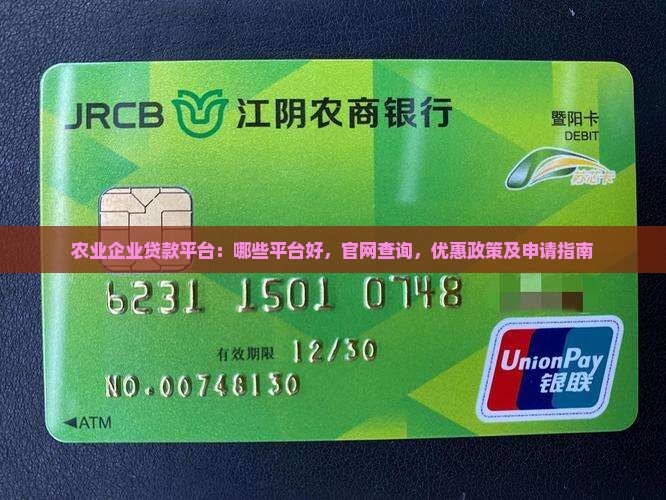 JRCB 江阴农商银行
暨阳卡
DEBIT
农业企业贷款平台：哪些平台好，官网查询，优惠政策及申请指南
6231 1501 0748
有效期限 12/30
NO.00746130
UnionPay
银联
◀ATM